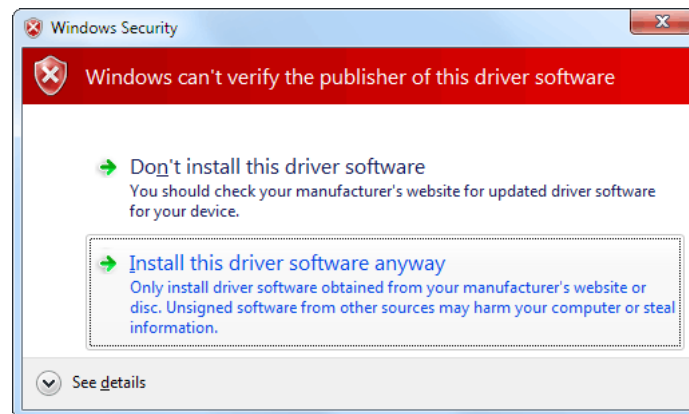 Windows Security
Windows can't verify the publisher of this driver software
Don't install this driver software
You should check your manufacturer's website for updated driver software
for your device.
Install this driver software anyway
Only install driver software obtained from your manufacturer's website or
disc. Unsigned software from other sources may harm your computer or steal
information.
See details